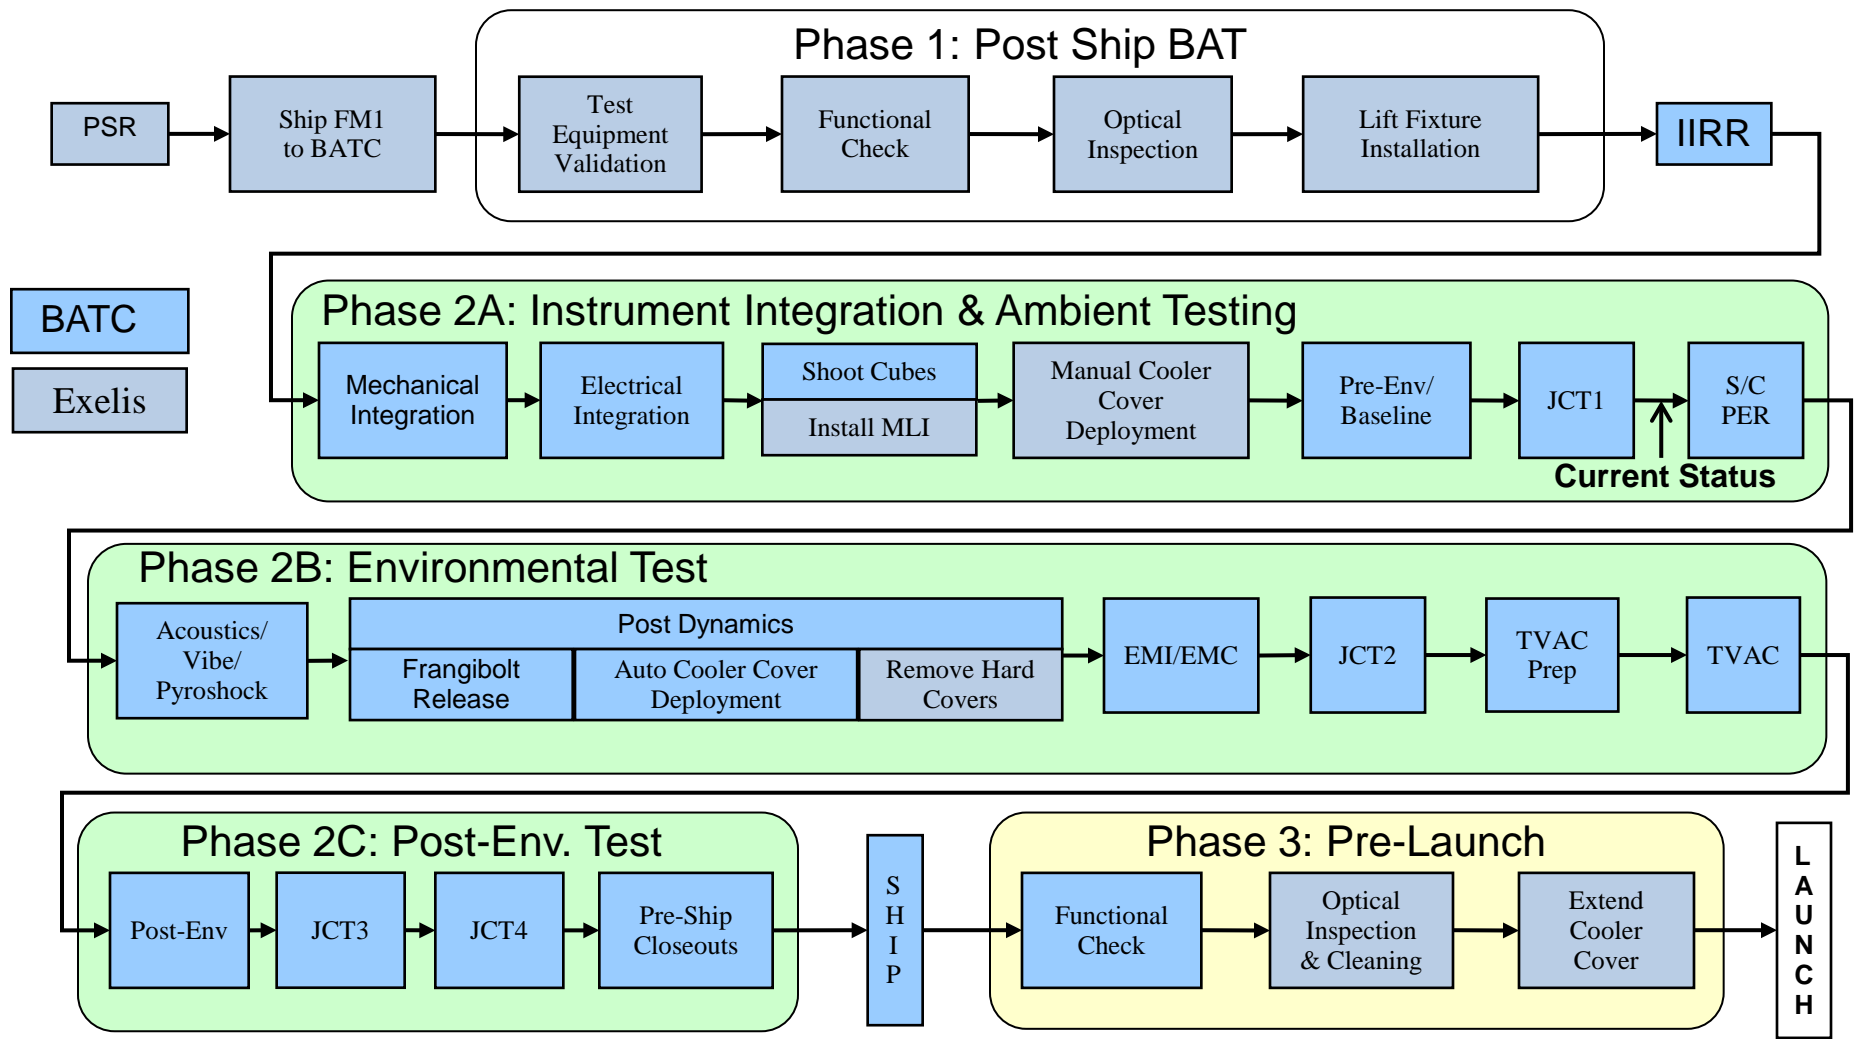 Phase 1: Post Ship BAT
PSR
Ship FM1
to BATC
Test
Equipment
Validation
Functional
Check
Optical
Inspection
Lift Fixture
Installation
IIRR
BATC
Exelis
Phase 2A: Instrument Integration & Ambient Testing
Mechanical
Integration
Electrical
Integration
Shoot Cubes
Install MLI
Manual Cooler
Cover
Deployment
Pre-Env/
Baseline
JCT1
S/C
PER
Current Status
Phase 2B: Environmental Test
Acoustics/
Vibe/
Pyroshock
Post Dynamics
Frangibolt
Release
Auto Cooler Cover
Deployment
Remove Hard
Covers
EMI/EMC
JCT2
TVAC
Prep
TVAC
Phase 2C: Post-Env. Test
Post-Env
JCT3
JCT4
Pre-Ship
Closeouts
S
H
I
P
Phase 3: Pre-Launch
Functional
Check
Optical
Inspection
& Cleaning
Extend
Cooler
Cover
L
A
U
N
C
H